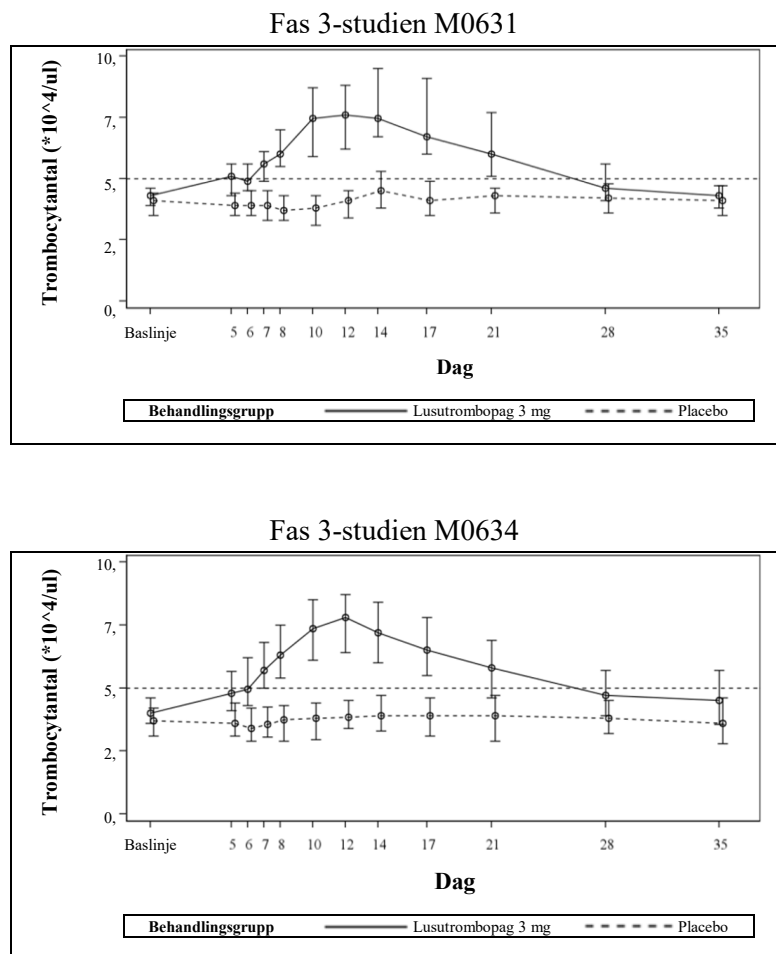 Fas 3-studien M0631
Trombocytantal (*10^4/ul)
10,
7,
5,
2,
0,
Baslinje 5 6 7 8 10 12 14 17 21 28 35
Dag
Behandlingsgrupp Lusutrombopag 3 mg Placebo
Fas 3-studien M0634
Trombocytantal (*10^4/ul)
10,
7,
5,
2,
0,
Baslinje 5 6 7 8 10 12 14 17 21 28 35
Dag
Behandlingsgrupp Lusutrombopag 3 mg Placebo